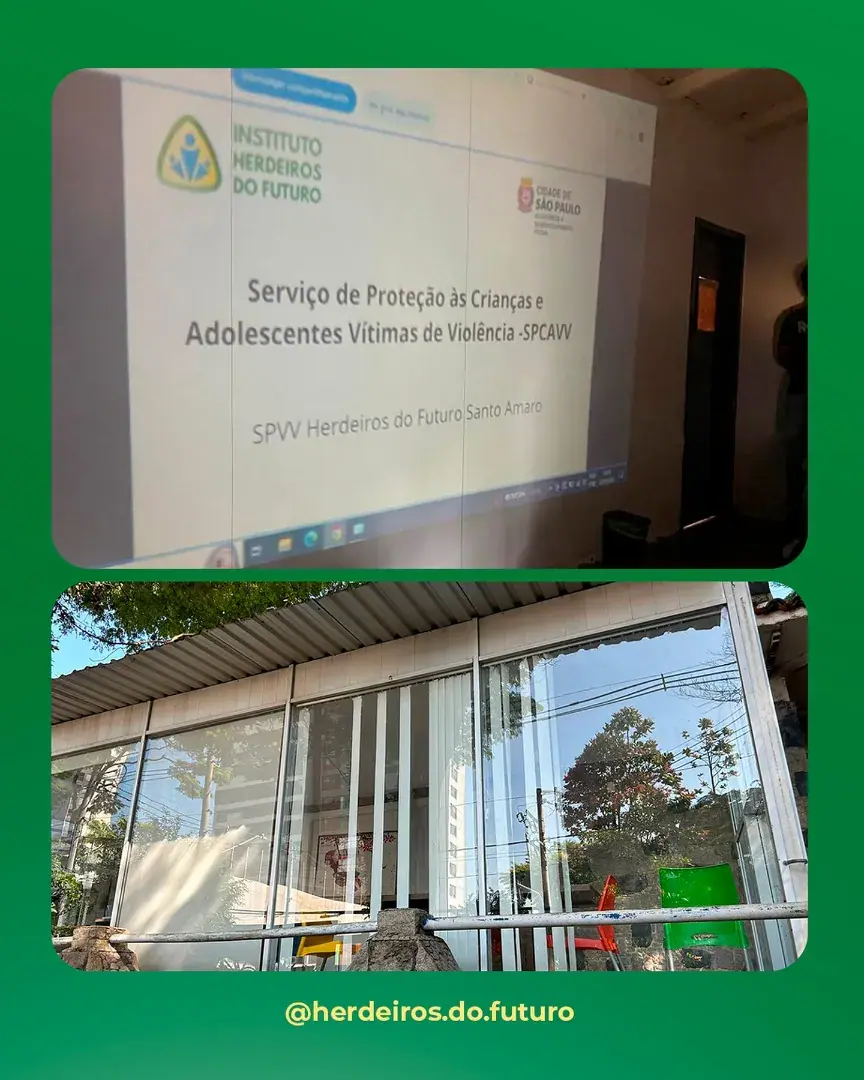 INSTITUTO
HERDEIROS
DO FUTURO
CIDADE DE
SÃO PAULO
Serviço de Proteção às Crianças e
Adolescentes Vítimas de Violência -SPCAVV
SPVV Herdeiros do Futuro Santo Amaro
@herdeiros.do.futuro